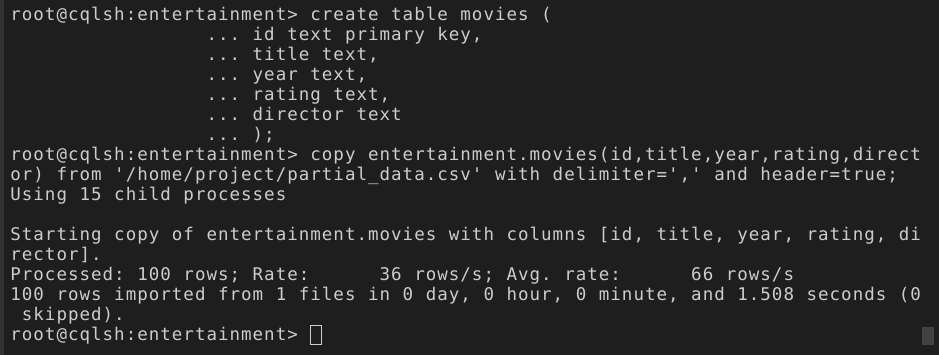 root@cqlsh:entertainment> create table movies (
... id text primary key,
... title text,
... year text,
... rating text,
... director text
... );
root@cqlsh:entertainment> copy entertainment.movies(id,title,year,rating,direct
or) from '/home/project/partial_data.csv' with delimiter=',' and header=true;
Using 15 child processes
Starting copy of entertainment.movies with columns [id, title, year, rating, di
rector].
Processed: 100 rows; Rate:      36 rows/s; Avg. rate:      66 rows/s
100 rows imported from 1 files in 0 day, 0 hour, 0 minute, and 1.508 seconds (0
 skipped).
root@cqlsh:entertainment>